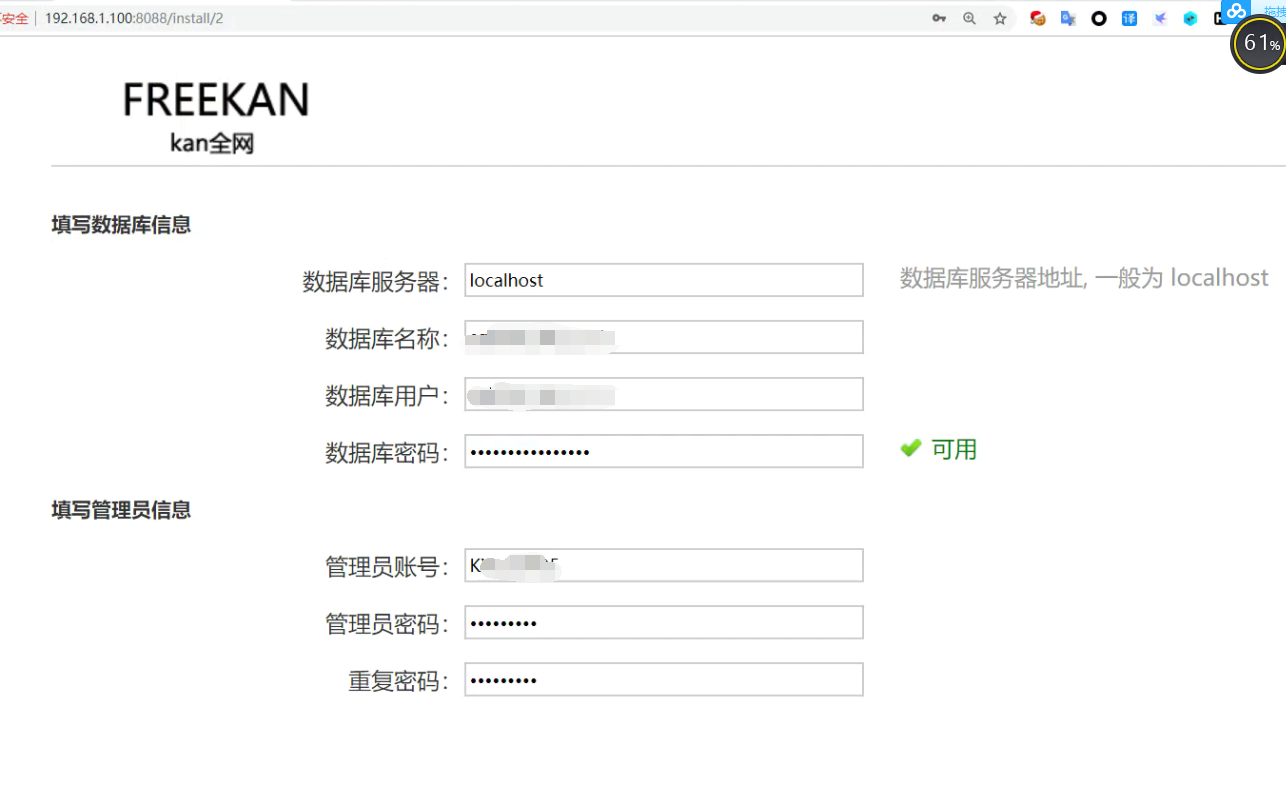 不安全 | 192.168.1.100:8088/install/2
拖拽
61%
FREEKAN
kan全网
填写数据库信息
数据库服务器： localhost 数据库服务器地址, 一般为 localhost
数据库名称：
数据库用户：
数据库密码： •••••••••••••••• 可用
填写管理员信息
管理员账号： K
管理员密码： •••••••••
重复密码： •••••••••